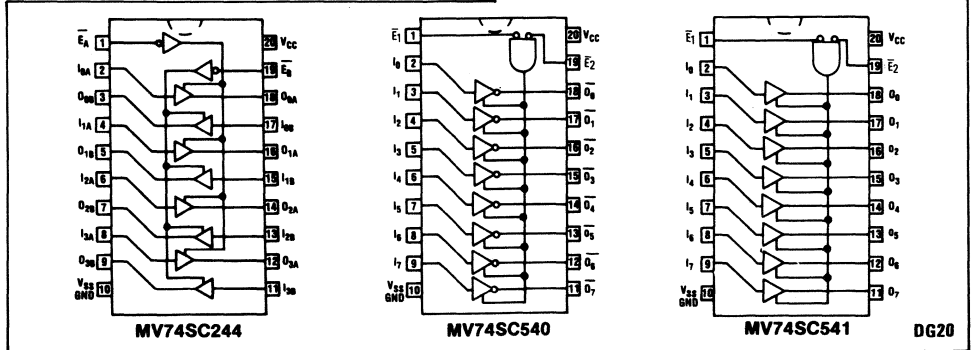 E̅A 1 20 VCC
I0A 2 19 E̅B
O0B 3 18 O0A
I1A 4 17 I0B
O1B 5 16 O1A
I2A 6 15 I1B
O2B 7 14 O2A
I3A 8 13 I2B
O3B 9 12 O3A
VSS GND 10 11 I3B
MV74SC244
E̅1 1 20 VCC
I0 2 19 E̅2
I1 3 18 O̅0
I2 4 17 O̅1
I3 5 16 O̅2
I4 6 15 O̅3
I5 7 14 O̅4
I6 8 13 O̅5
I7 9 12 O̅6
VSS GND 10 11 O̅7
MV74SC540
E̅1 1 20 VCC
I0 2 19 E̅2
I1 3 18 O0
I2 4 17 O1
I3 5 16 O2
I4 6 15 O3
I5 7 14 O4
I6 8 13 O5
I7 9 12 O6
VSS GND 10 11 O7
MV74SC541
DG20